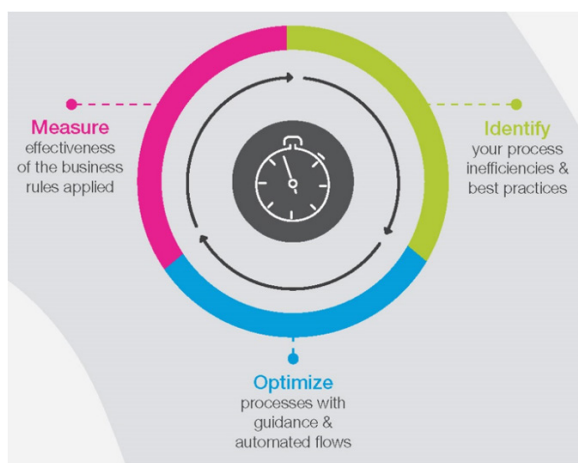 Measure
effectiveness
of the business
rules applied
Identify
your process
inefficiencies &
best practices
Optimize
processes with
guidance &
automated flows